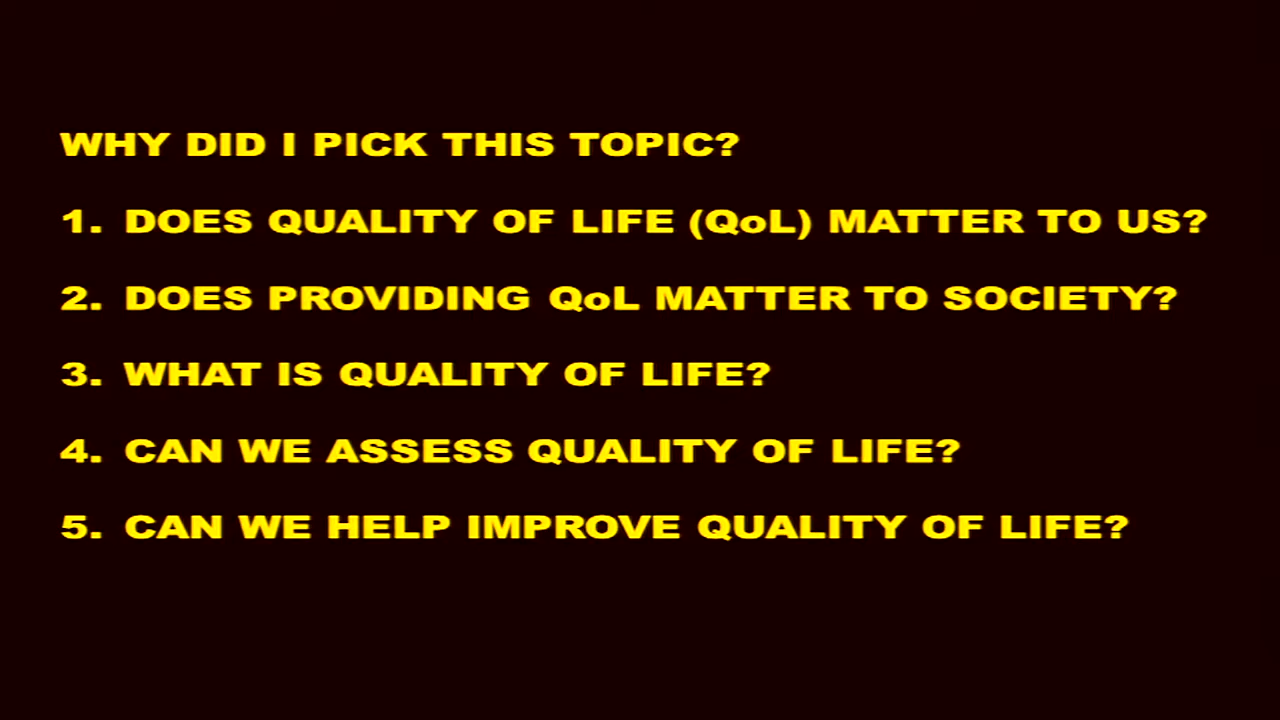 WHY DID I PICK THIS TOPIC?
1. DOES QUALITY OF LIFE (QoL) MATTER TO US?
2. DOES PROVIDING QoL MATTER TO SOCIETY?
3. WHAT IS QUALITY OF LIFE?
4. CAN WE ASSESS QUALITY OF LIFE?
5. CAN WE HELP IMPROVE QUALITY OF LIFE?